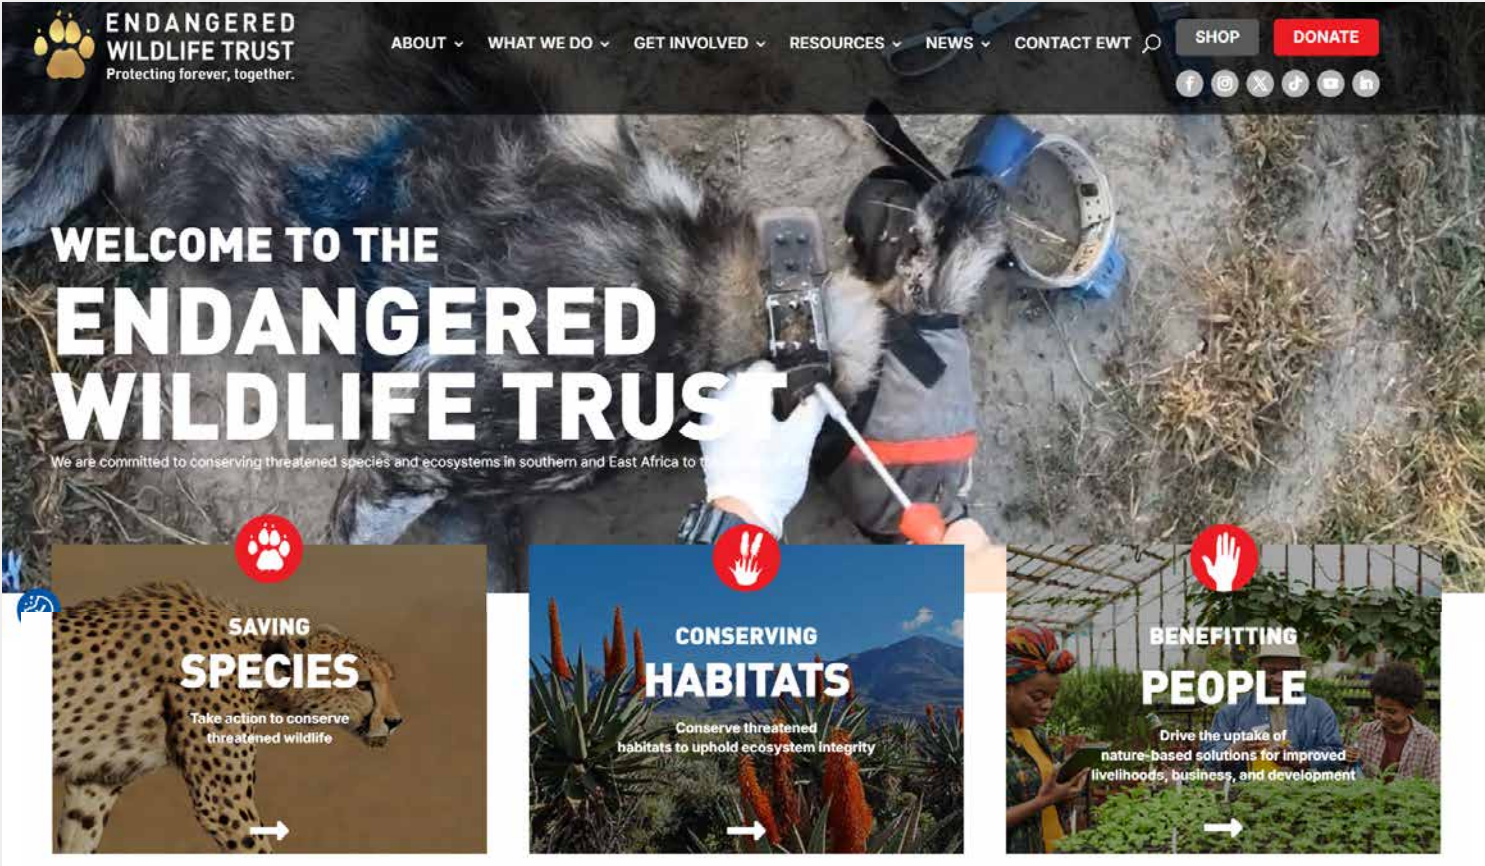 ENDANGERED
WILDLIFE TRUST
Protecting forever, together.
ABOUT
WHAT WE DO
GET INVOLVED
RESOURCES
NEWS
CONTACT EWT
SHOP
DONATE
WELCOME TO THE
ENDANGERED
WILDLIFE TRUST
We are committed to conserving threatened species and ecosystems in southern and East Africa to
SAVING
SPECIES
Take action to conserve
threatened wildlife
CONSERVING
HABITATS
Conserve threatened
habitats to uphold ecosystem integrity
BENEFITTING
PEOPLE
Drive the uptake of
nature-based solutions for improved
livelihoods, business, and development